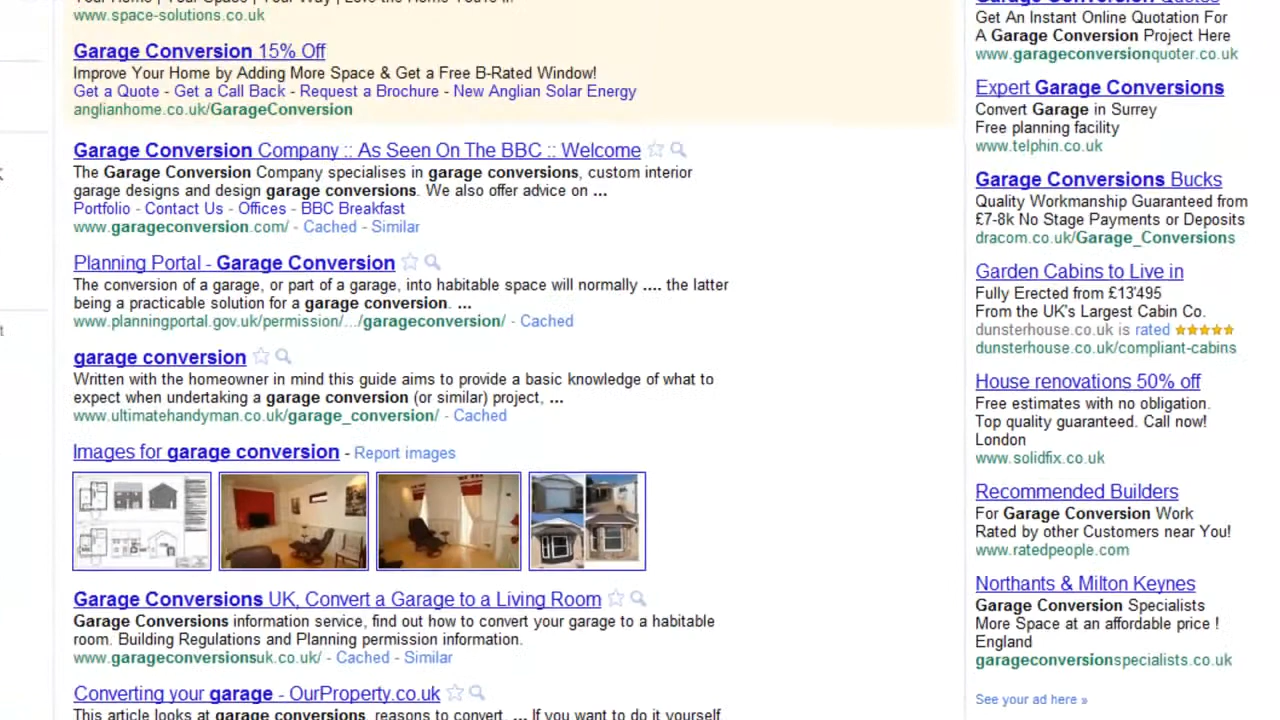 www.space-solutions.co.uk
Garage Conversion 15% Off
Improve Your Home by Adding More Space & Get a Free B-Rated Window!
Get a Quote - Get a Call Back - Request a Brochure - New Anglian Solar Energy
anglianhome.co.uk/GarageConversion
Garage Conversion Company :: As Seen On The BBC :: Welcome
The Garage Conversion Company specialises in garage conversions, custom interior
garage designs and design garage conversions. We also offer advice on ...
Portfolio - Contact Us - Offices - BBC Breakfast
www.garageconversion.com/ - Cached - Similar
Planning Portal - Garage Conversion
The conversion of a garage, or part of a garage, into habitable space will normally .... the latter
being a practicable solution for a garage conversion. ...
www.planningportal.gov.uk/permission/.../garageconversion/ - Cached
garage conversion
Written with the homeowner in mind this guide aims to provide a basic knowledge of what to
expect when undertaking a garage conversion (or similar) project, ...
www.ultimatehandyman.co.uk/garage_conversion/ - Cached
Images for garage conversion - Report images
Garage Conversions UK, Convert a Garage to a Living Room
Garage Conversions information service, find out how to convert your garage to a habitable
room. Building Regulations and Planning permission information.
www.garageconversionsuk.co.uk/ - Cached - Similar
Converting your garage - OurProperty.co.uk
This article looks at garage conversions, reasons to convert, ... If you want to do it yourself,
Garage Conversion Quotes
Get An Instant Online Quotation For
A Garage Conversion Project Here
www.garageconversionquoter.co.uk
Expert Garage Conversions
Convert Garage in Surrey
Free planning facility
www.telphin.co.uk
Garage Conversions Bucks
Quality Workmanship Guaranteed from
£7-8k No Stage Payments or Deposits
dracom.co.uk/Garage_Conversions
Garden Cabins to Live in
Fully Erected from £13'495
From the UK's Largest Cabin Co.
dunsterhouse.co.uk is rated
dunsterhouse.co.uk/compliant-cabins
House renovations 50% off
Free estimates with no obligation.
Top quality guaranteed. Call now!
London
www.solidfix.co.uk
Recommended Builders
For Garage Conversion Work
Rated by other Customers near You!
www.ratedpeople.com
Northants & Milton Keynes
Garage Conversion Specialists
More Space at an affordable price !
England
garageconversionspecialists.co.uk
See your ad here »